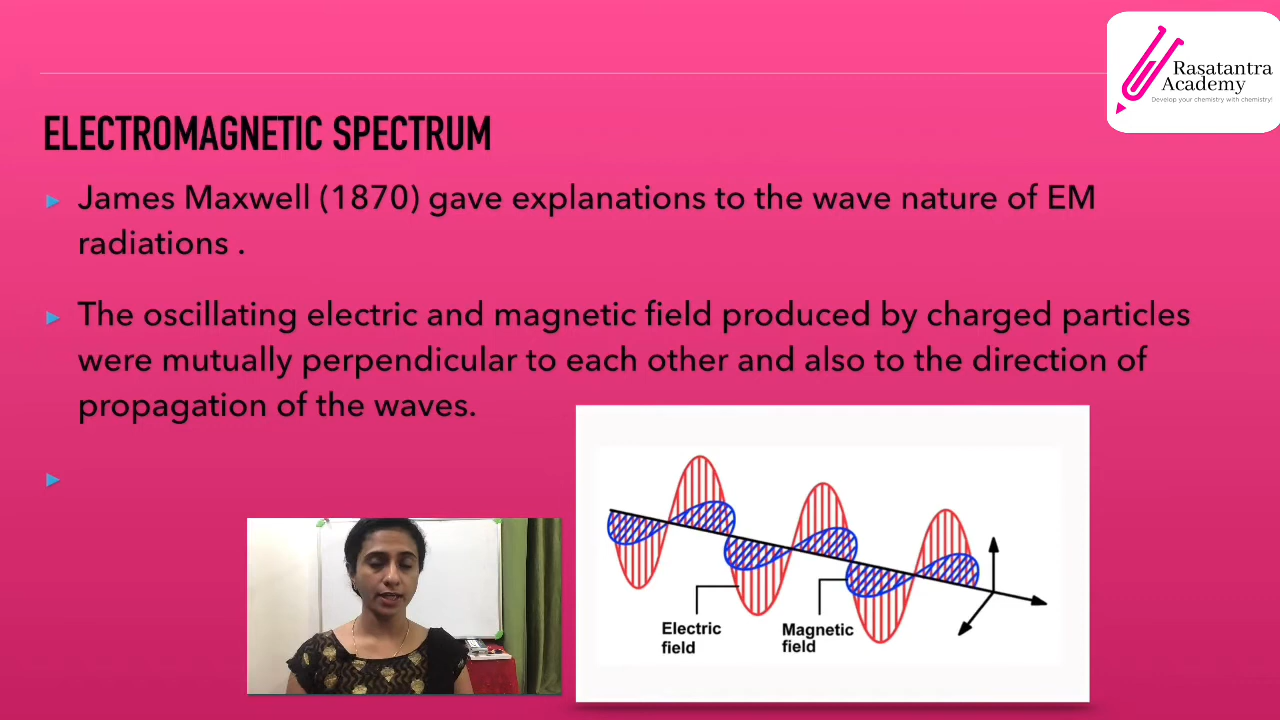 Rasatantra
Academy
Develop your chemistry with chemistry!
ELECTROMAGNETIC SPECTRUM
James Maxwell (1870) gave explanations to the wave nature of EM
radiations .
The oscillating electric and magnetic field produced by charged particles
were mutually perpendicular to each other and also to the direction of
propagation of the waves.
Electric
field
Magnetic
field